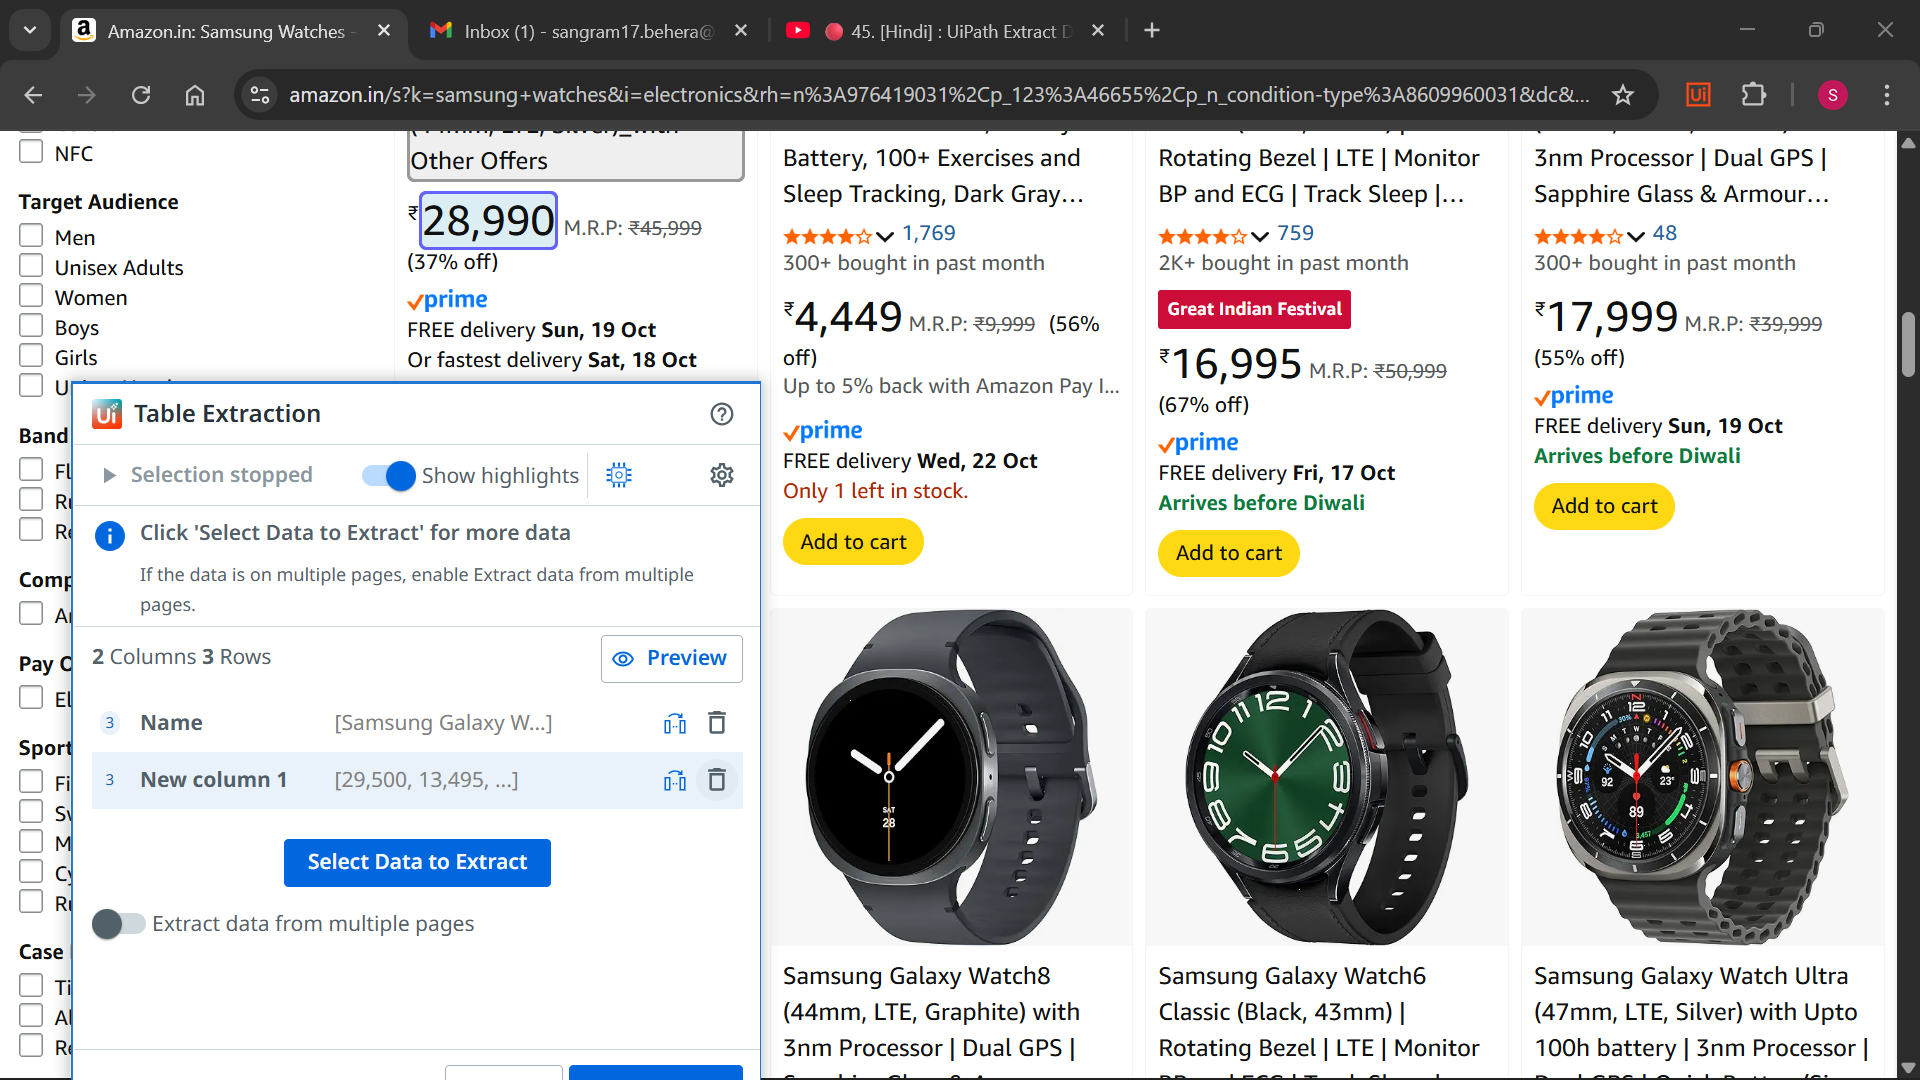 Amazon.in: Samsung Watches -
Inbox (1) - sangram17.behera@
45. [Hindi] : UiPath Extract D
amazon.in/s?k=samsung+watches&i=electronics&rh=n%3A976419031%2Cp_123%3A46655%2Cp_n_condition-type%3A8609960031&dc&...
S
NFC
Target Audience
Men
Unisex Adults
Women
Boys
Girls
Band
Comp
Pay O
Sport
Case
Other Offers
₹28,990 M.R.P: ₹45,999
(37% off)
prime
FREE delivery Sun, 19 Oct
Or fastest delivery Sat, 18 Oct
Ui Table Extraction
Selection stopped
Show highlights
Click 'Select Data to Extract' for more data
If the data is on multiple pages, enable Extract data from multiple
pages.
2 Columns 3 Rows
Preview
3 Name [Samsung Galaxy W...]
3 New column 1 [29,500, 13,495, ...]
Select Data to Extract
Extract data from multiple pages
Battery, 100+ Exercises and
Sleep Tracking, Dark Gray...
1,769
300+ bought in past month
₹4,449 M.R.P: ₹9,999 (56%
off)
Up to 5% back with Amazon Pay I...
prime
FREE delivery Wed, 22 Oct
Only 1 left in stock.
Add to cart
Rotating Bezel | LTE | Monitor
BP and ECG | Track Sleep |...
759
2K+ bought in past month
Great Indian Festival
₹16,995 M.R.P: ₹50,999
(67% off)
prime
FREE delivery Fri, 17 Oct
Arrives before Diwali
Add to cart
3nm Processor | Dual GPS |
Sapphire Glass & Armour...
48
300+ bought in past month
₹17,999 M.R.P: ₹39,999
(55% off)
prime
FREE delivery Sun, 19 Oct
Arrives before Diwali
Add to cart
SAT
28
Samsung Galaxy Watch8
(44mm, LTE, Graphite) with
3nm Processor | Dual GPS |
Samsung Galaxy Watch6
Classic (Black, 43mm) |
Rotating Bezel | LTE | Monitor
Samsung Galaxy Watch Ultra
(47mm, LTE, Silver) with Upto
100h battery | 3nm Processor |